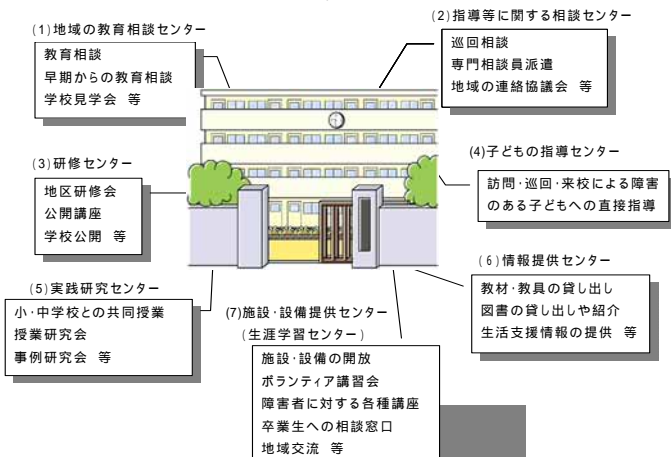 (1)地域の教育相談センター
教育相談
早期からの教育相談
学校見学会 等
(2)指導等に関する相談センター
巡回相談
専門相談員派遣
地域の連絡協議会 等
(3)研修センター
地区研修会
公開講座
学校公開 等
(4)子どもの指導センター
訪問・巡回・来校による障害
のある子どもへの直接指導
(5)実践研究センター
小・中学校との共同授業
授業研究会
事例研究会 等
(6)情報提供センター
教材・教具の貸し出し
図書の貸し出しや紹介
生活支援情報の提供 等
(7)施設・設備提供センター
(生涯学習センター)
施設・設備の開放
ボランティア講習会
障害者に対する各種講座
卒業生への相談窓口
地域交流 等